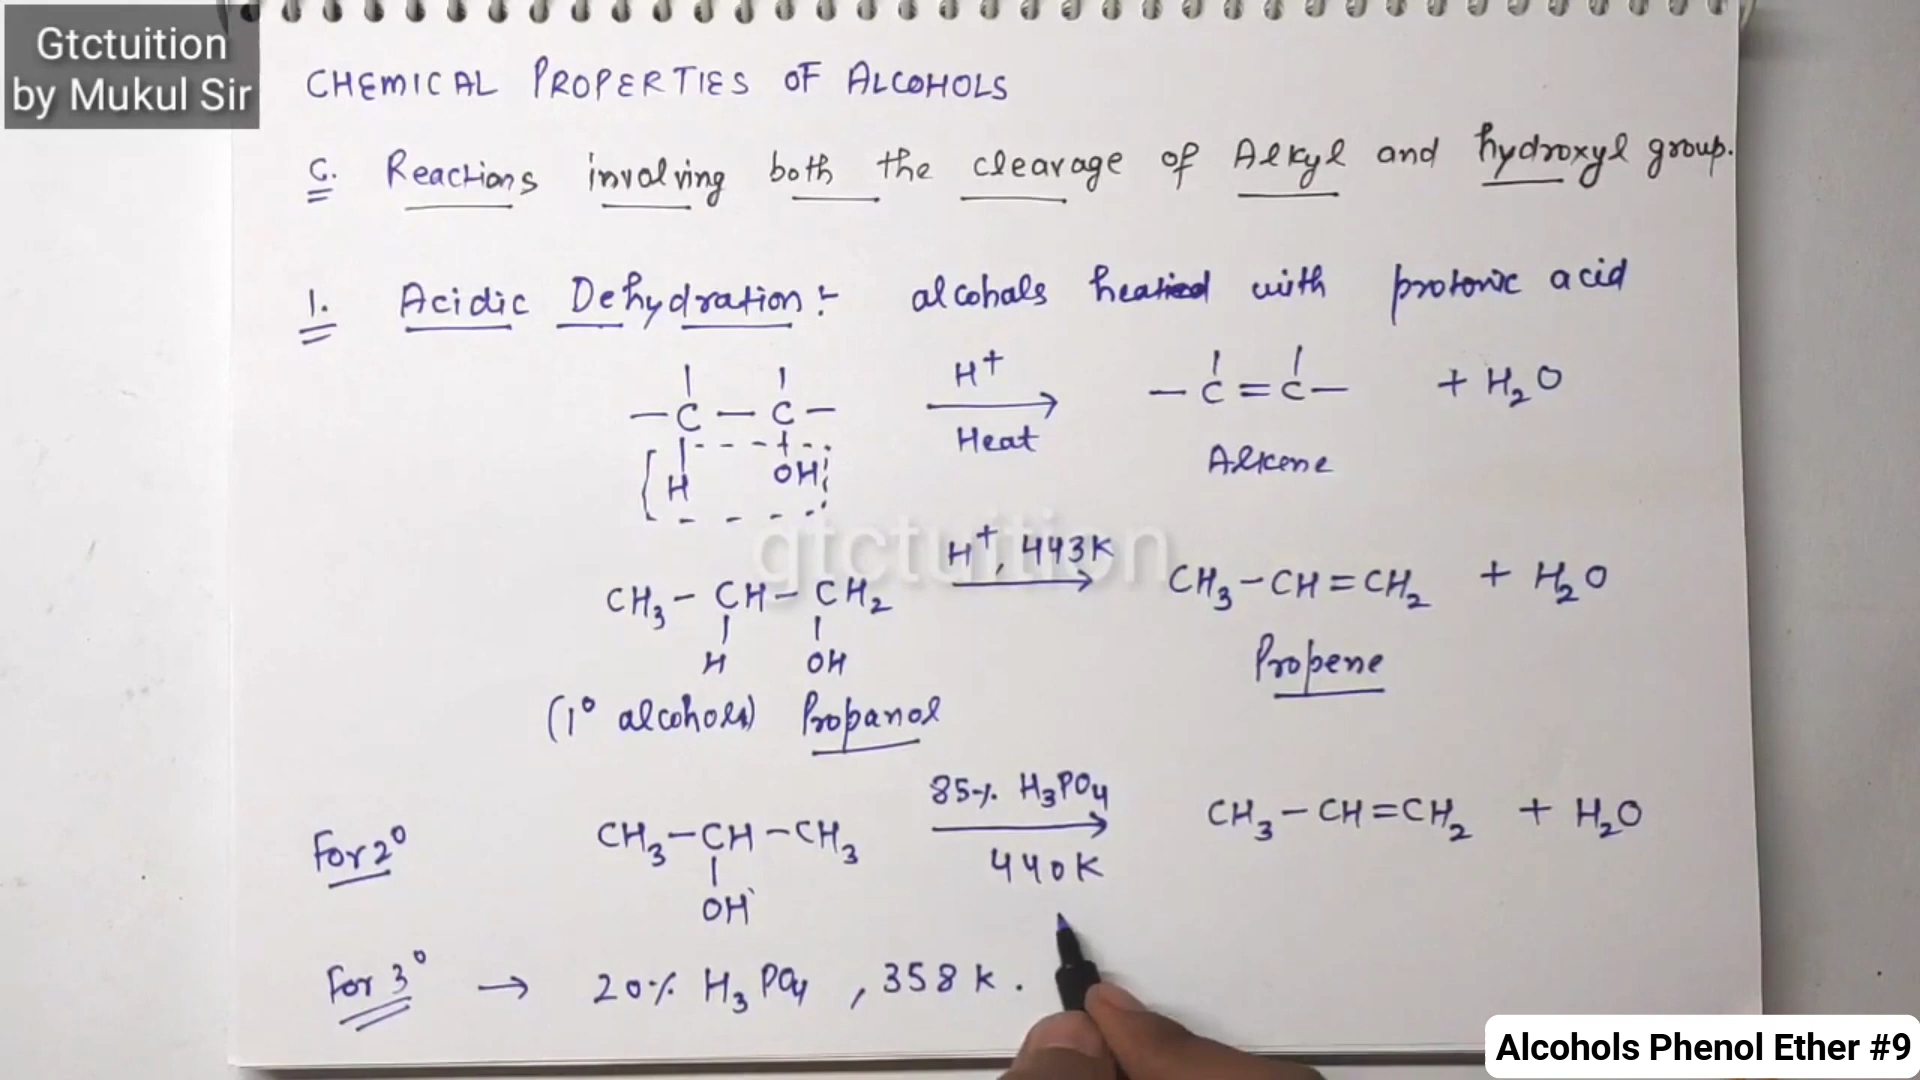 Gtctuition
by Mukul Sir
CHEMICAL PROPERTIES OF ALCOHOLS
C. Reactions involving both the clearage of Alkyl and hydroxyl group.
1. Acidic Dehydration:- alcohals heated with protonic acid
| | H⁺ | |
—C — C— → —C = C— + H₂O
H OH Heat Alkene
gtctuition
H⁺, 443K
CH₃ – CH – CH₂ → CH₃ – CH = CH₂ + H₂O
| |
H OH Propene
(1° alcohols) Propanol
85% H₃PO₄
For 2° CH₃ – CH – CH₃ → CH₃ – CH = CH₂ + H₂O
| 440K
OH
For 3° → 20% H₃PO₄, 358 K.
Alcohols Phenol Ether #9